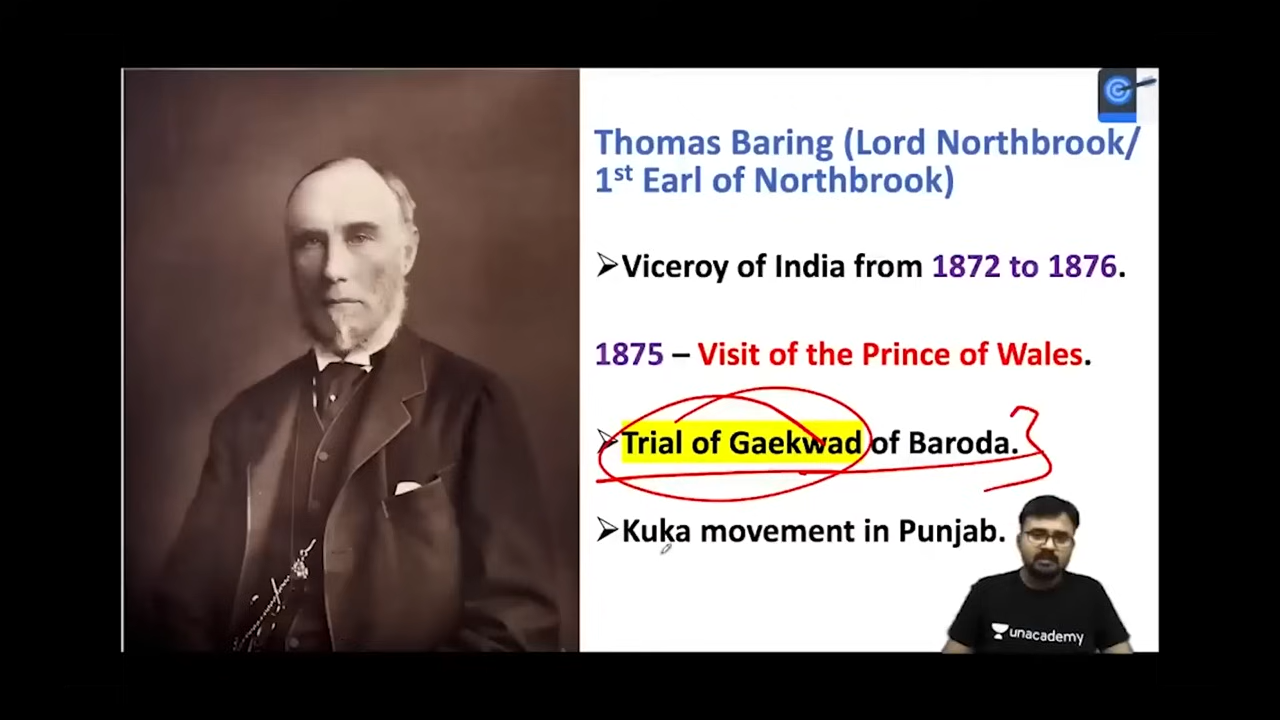 Thomas Baring (Lord Northbrook/
1st Earl of Northbrook)
➢Viceroy of India from 1872 to 1876.
1875 – Visit of the Prince of Wales.
➢Trial of Gaekwad of Baroda.
➢Kuka movement in Punjab.
unacademy